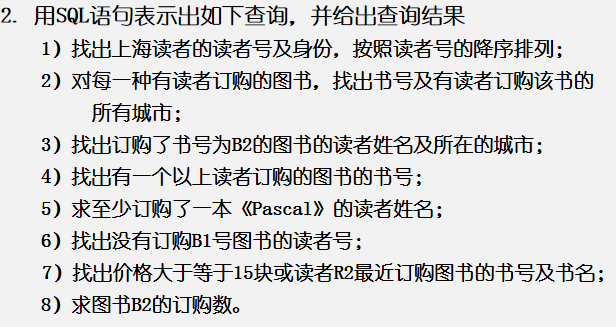 2. 用SQL语句表示出如下查询，并给出查询结果
1）找出上海读者的读者号及身份，按照读者号的降序排列；
2）对每一种有读者订购的图书，找出书号及有读者订购该书的
所有城市；
3）找出订购了书号为B2的图书的读者姓名及所在的城市；
4）找出有一个以上读者订购的图书的书号；
5）求至少订购了一本《Pascal》的读者姓名；
6）找出没有订购B1号图书的读者号；
7）找出价格大于等于15块或读者R2最近订购图书的书号及书名；
8）求图书B2的订购数。